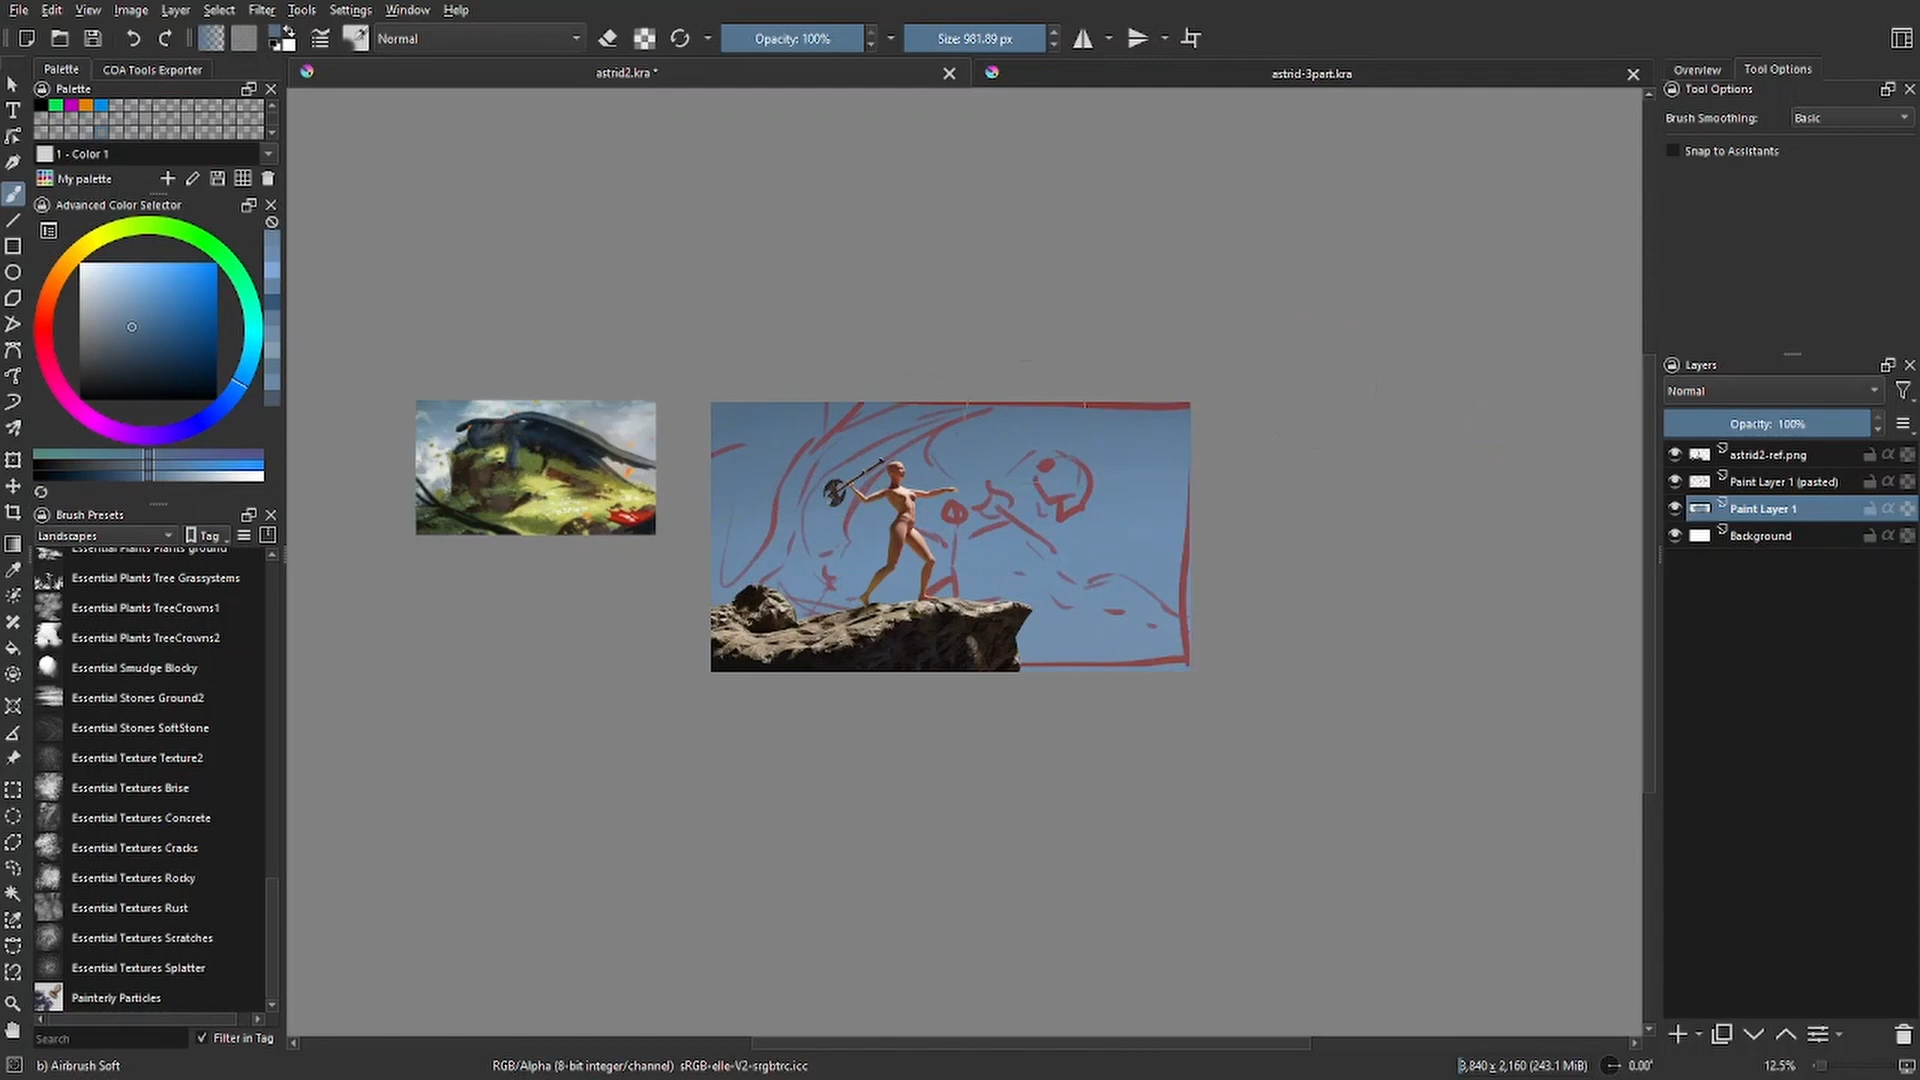 File Edit View Image Layer Select Filter Tools Settings Window Help
Normal Opacity: 100% Size: 981.89 px
Palette COA Tools Exporter
astrid2.kra *
astrid-3part.kra
Overview Tool Options
Palette
1 - Color 1
My palette
Advanced Color Selector
Brush Presets
Landscapes Tag
Essential Plants Plants ground
Essential Plants Tree Grassystems
Essential Plants TreeCrowns1
Essential Plants TreeCrowns2
Essential Smudge Blocky
Essential Stones Ground2
Essential Stones SoftStone
Essential Texture Texture2
Essential Textures Brise
Essential Textures Concrete
Essential Textures Cracks
Essential Textures Rocky
Essential Textures Rust
Essential Textures Scratches
Essential Textures Splatter
Painterly Particles
Search Filter in Tag
Tool Options
Brush Smoothing: Basic
Snap to Assistants
Layers
Normal
Opacity: 100%
astrid2-ref.png
Paint Layer 1 (pasted)
Paint Layer 1
Background
b) Airbrush Soft
RGB/Alpha (8-bit integer/channel) sRGB-elle-V2-srgbtrc.icc
3,840 x 2,160 (243.1 MiB)
0.00°
12.5%